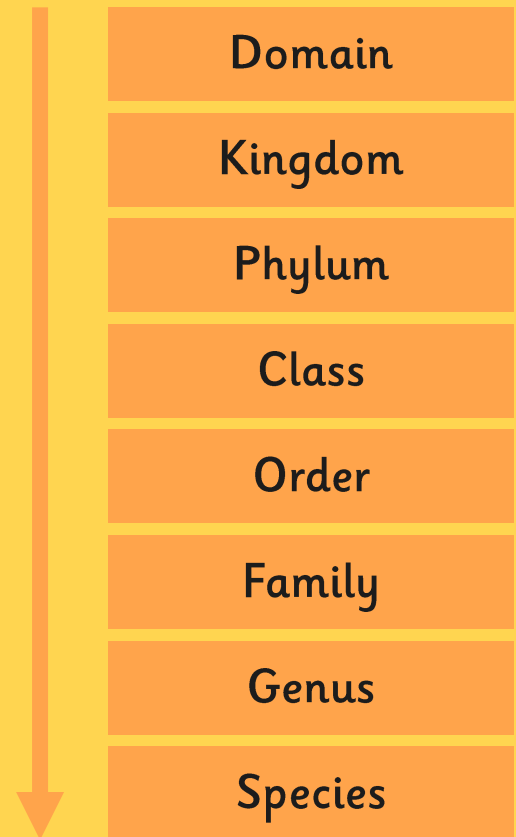 Domain
Kingdom
Phylum
Class
Order
Family
Genus
Species